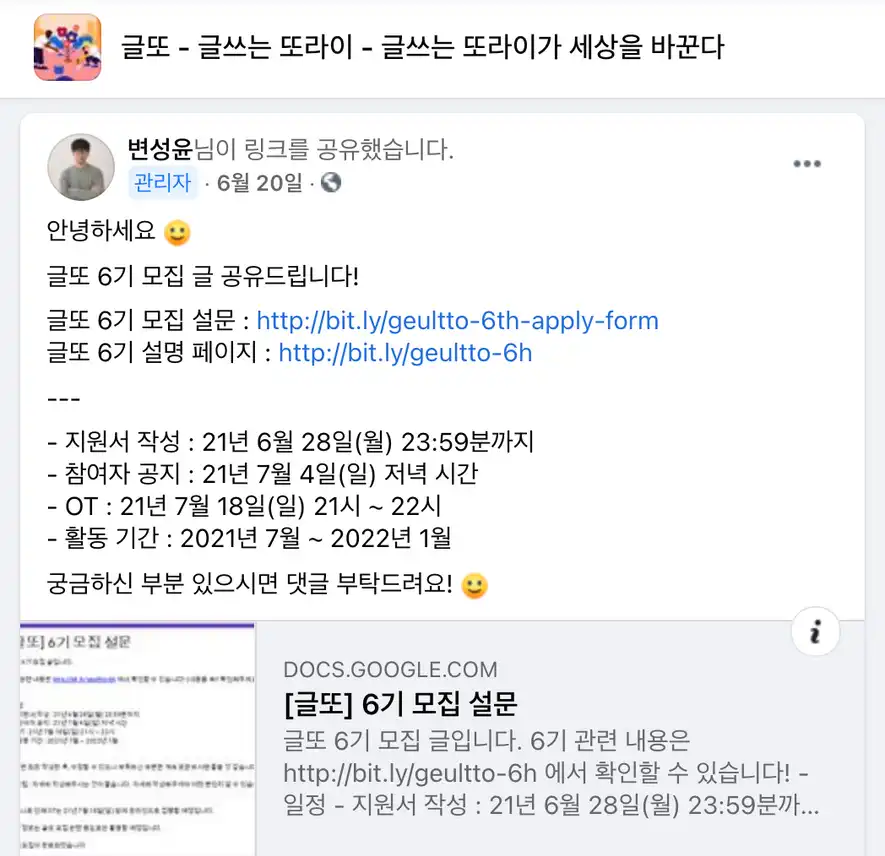 글또 - 글쓰는 또라이 - 글쓰는 또라이가 세상을 바꾼다
변성윤님이 링크를 공유했습니다.
관리자 · 6월 20일 ·
안녕하세요 🙂
글또 6기 모집 글 공유드립니다!
글또 6기 모집 설문 : http://bit.ly/geultto-6th-apply-form
글또 6기 설명 페이지 : http://bit.ly/geultto-6h
---
- 지원서 작성 : 21년 6월 28일(월) 23:59분까지
- 참여자 공지 : 21년 7월 4일(일) 저녁 시간
- OT : 21년 7월 18일(일) 21시 ~ 22시
- 활동 기간 : 2021년 7월 ~ 2022년 1월
궁금하신 부분 있으시면 댓글 부탁드려요! 🙂
또] 6기 모집 설문
DOCS.GOOGLE.COM
[글또] 6기 모집 설문
글또 6기 모집 글입니다. 6기 관련 내용은
http://bit.ly/geultto-6h 에서 확인할 수 있습니다! -
일정 - 지원서 작성 : 21년 6월 28일(월) 23:59분까...